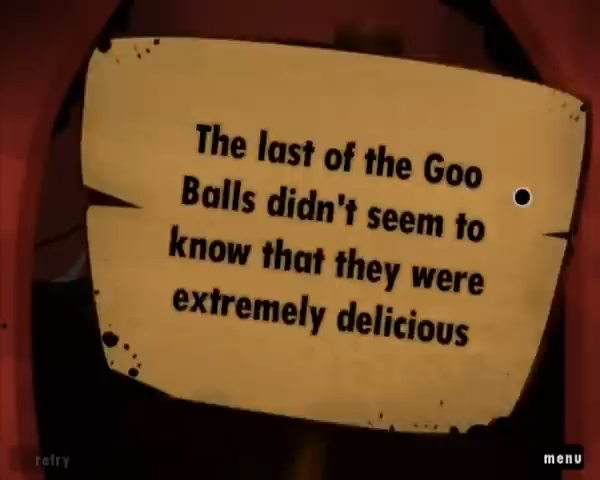 The last of the Goo
Balls didn't seem to
know that they were
extremely delicious
retry
menu